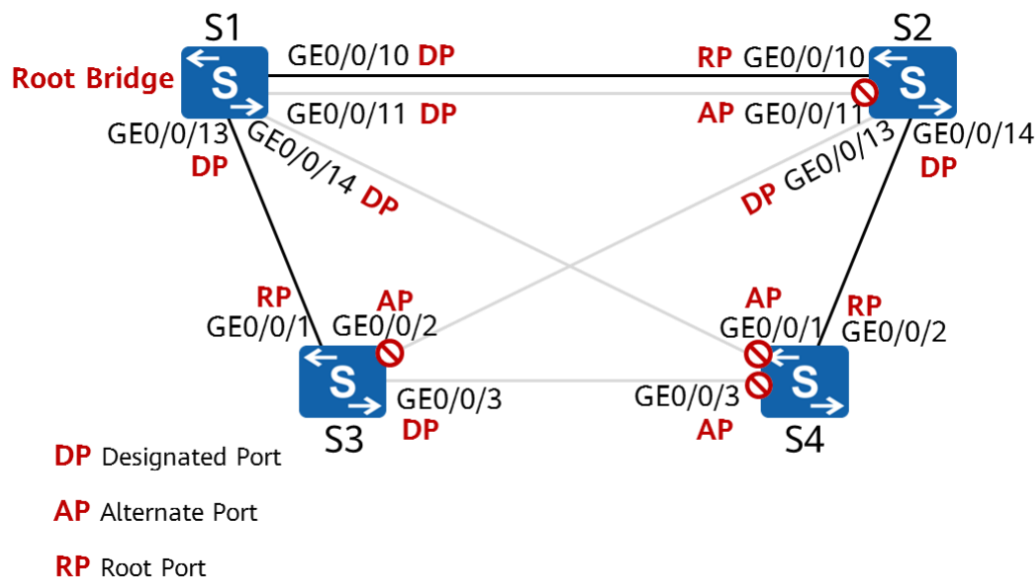 S1
S2
Root Bridge
GE0/0/10 DP
RP GE0/0/10
GE0/0/11 DP
AP GE0/0/11
GE0/0/13
DP
GE0/0/14 DP
DP GE0/0/13
GE0/0/14
DP
RP
GE0/0/1
AP
GE0/0/2
AP
GE0/0/1
RP
GE0/0/2
S
S
S
S
GE0/0/3
DP
GE0/0/3
AP
S3
S4
DP Designated Port
AP Alternate Port
RP Root Port